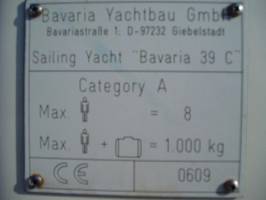 Bavaria Yachtbau GmbH
Bavariastraße 1: D-97232 Giebelstadt
Sailing Yacht "Bavaria 39 C"
Category A
Max. = 8
Max. + = 1.000 kg
CE 0609